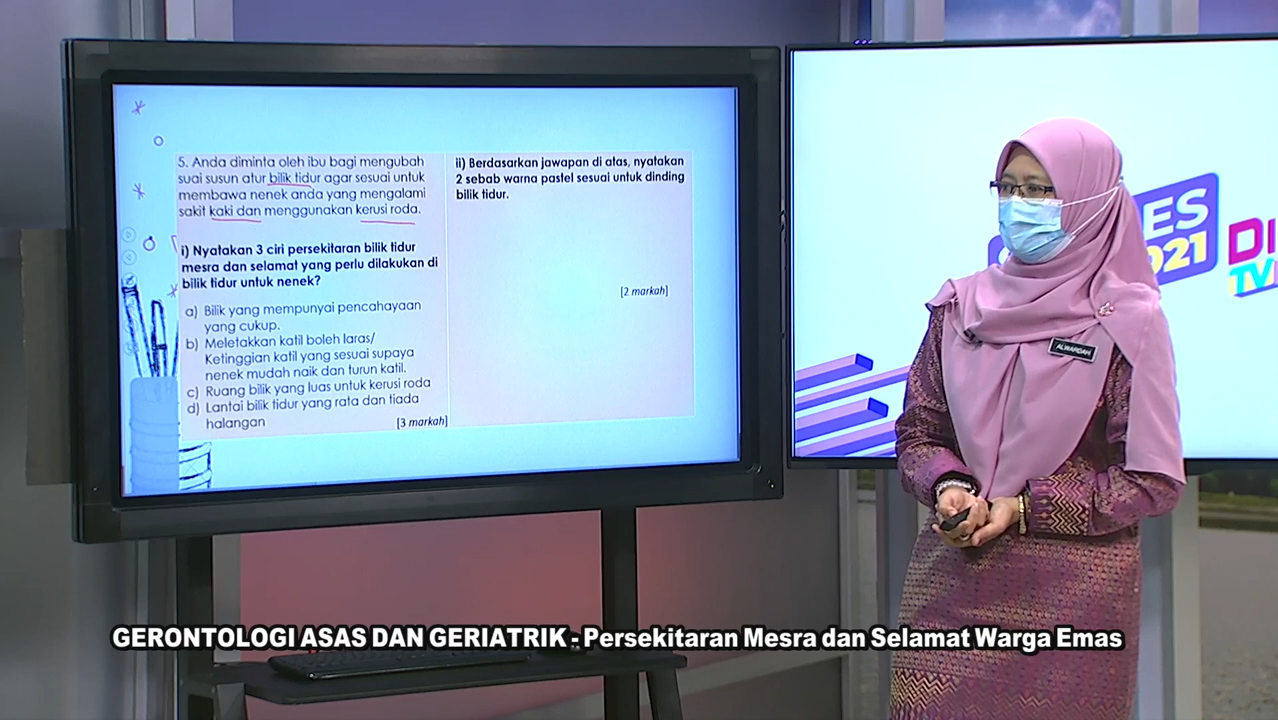 5. Anda diminta oleh ibu bagi mengubah
suai susun atur bilik tidur agar sesuai untuk
membawa nenek anda yang mengalami
sakit kaki dan menggunakan kerusi roda.
i) Nyatakan 3 ciri persekitaran bilik tidur
mesra dan selamat yang perlu dilakukan di
bilik tidur untuk nenek?
a) Bilik yang mempunyai pencahayaan
yang cukup.
b) Meletakkan katil boleh laras/
Ketinggian katil yang sesuai supaya
nenek mudah naik dan turun katil.
c) Ruang bilik yang luas untuk kerusi roda
d) Lantai bilik tidur yang rata dan tiada
halangan
[3 markah]
ii) Berdasarkan jawapan di atas, nyatakan
2 sebab warna pastel sesuai untuk dinding
bilik tidur.
[2 markah]
ES
2021
DI
TV
ALWARDAH
GERONTOLOGI ASAS DAN GERIATRIK - Persekitaran Mesra dan Selamat Warga Emas